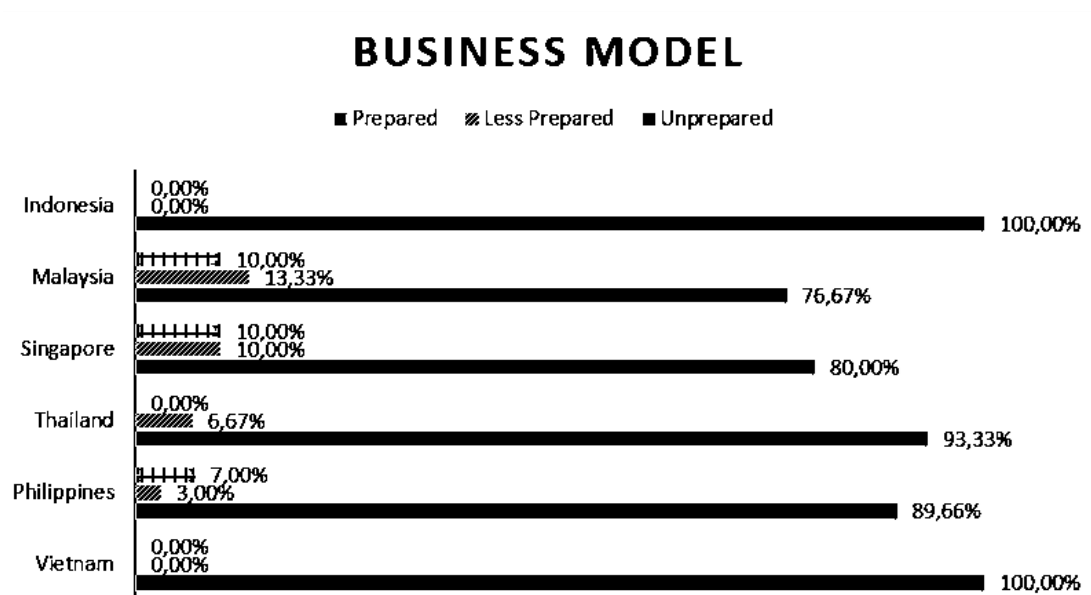 BUSINESS MODEL
Prepared Less Prepared Unprepared
0,00%
Indonesia
0,00%
100,00%
10,00%
Malaysia
13,33%
76,67%
10,00%
Singapore
10,00%
80,00%
0,00%
Thailand
6,67%
93,33%
7,00%
Philippines
3,00%
89,66%
0,00%
Vietnam
0,00%
100,00%